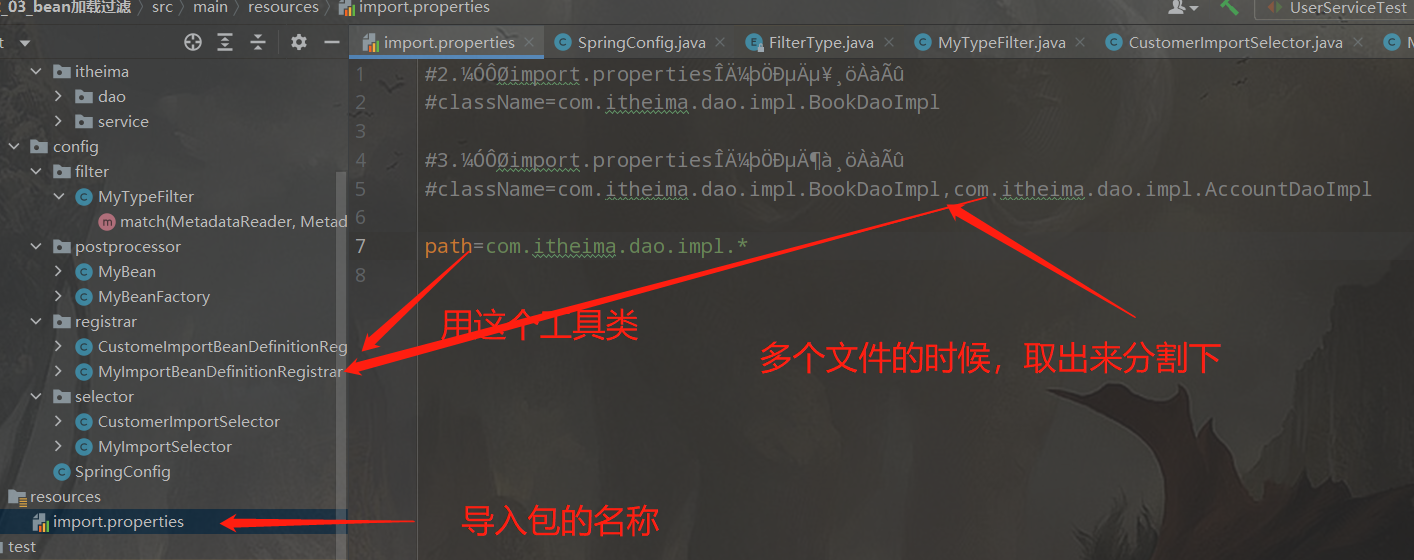 _03_bean加载过滤 › src › main › resources › import.properties
UserServiceTest
import.properties
SpringConfig.java
FilterType.java
MyTypeFilter.java
CustomerImportSelector.java
itheima
dao
service
config
filter
MyTypeFilter
match(MetadataReader, Metad
postprocessor
MyBean
MyBeanFactory
registrar
CustomeImportBeanDefinitionReg
MyImportBeanDefinitionRegistrar
selector
CustomerImportSelector
MyImportSelector
SpringConfig
resources
import.properties
test
1 #2.¼ÓÔØimport.propertiesÎÄ¼þÖÐµÄµ¥¸öÀàÃû
2 #className=com.itheima.dao.impl.BookDaoImpl
3
4 #3.¼ÓÔØimport.propertiesÎÄ¼þÖÐµÄ¶à¸öÀàÃû
5 #className=com.itheima.dao.impl.BookDaoImpl,com.itheima.dao.impl.AccountDaoImpl
6
7 path=com.itheima.dao.impl.*
8
用这个工具类
多个文件的时候，取出来分割下
导入包的名称